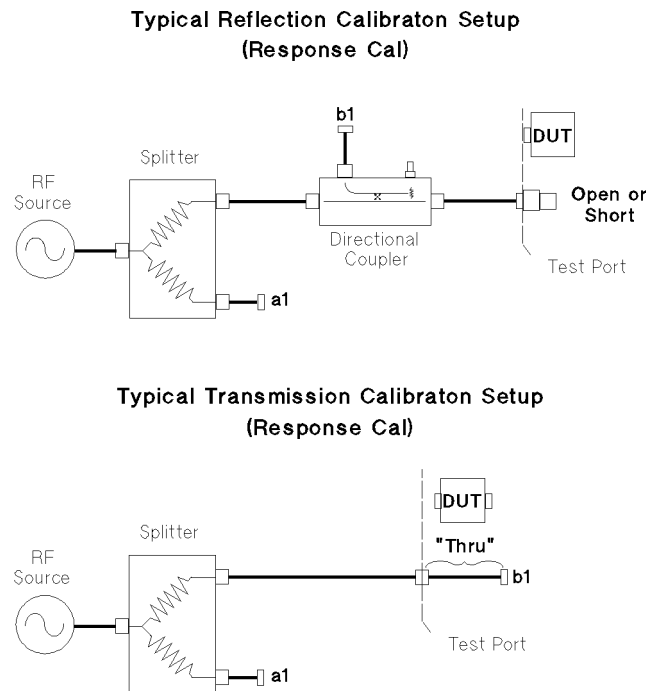 Typical Reflection Calibraton Setup
(Response Cal)
b1
DUT
Splitter
RF
Source
Open or
Short
Directional
Coupler
Test Port
a1
Typical Transmission Calibraton Setup
(Response Cal)
DUT
Splitter
"Thru"
RF
Source
b1
Test Port
a1